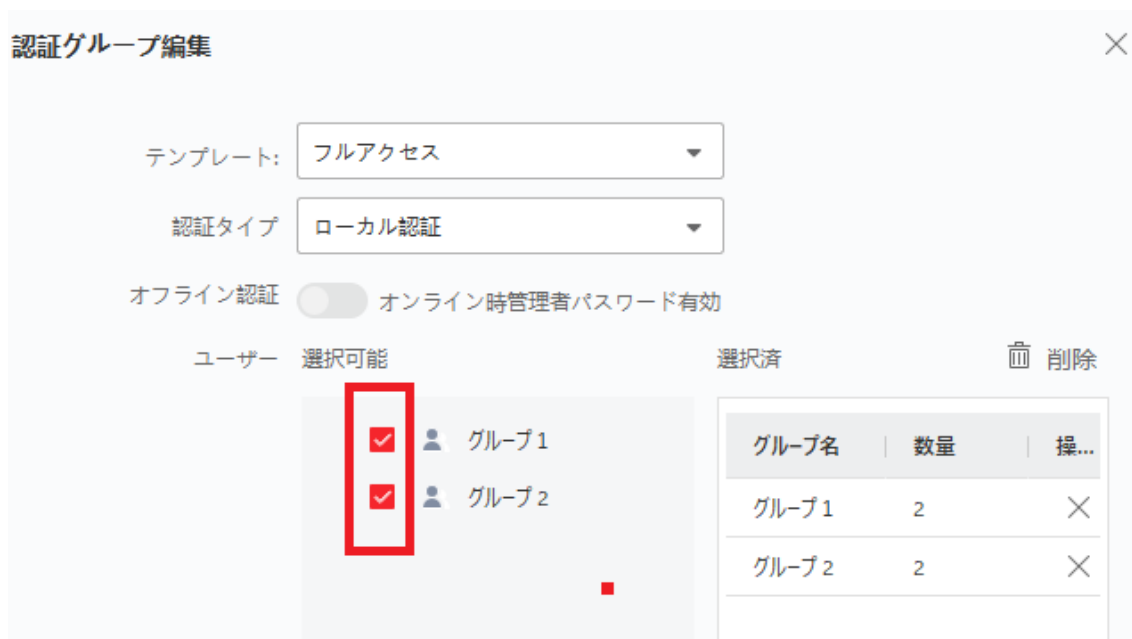 認証グループ編集
テンプレート: フルアクセス
認証タイプ ローカル認証
オフライン認証 オンライン時管理者パスワード有効
ユーザー 選択可能 選択済 削除
グループ 1
グループ 2
グループ名 数量 操...
グループ 1 2
グループ 2 2